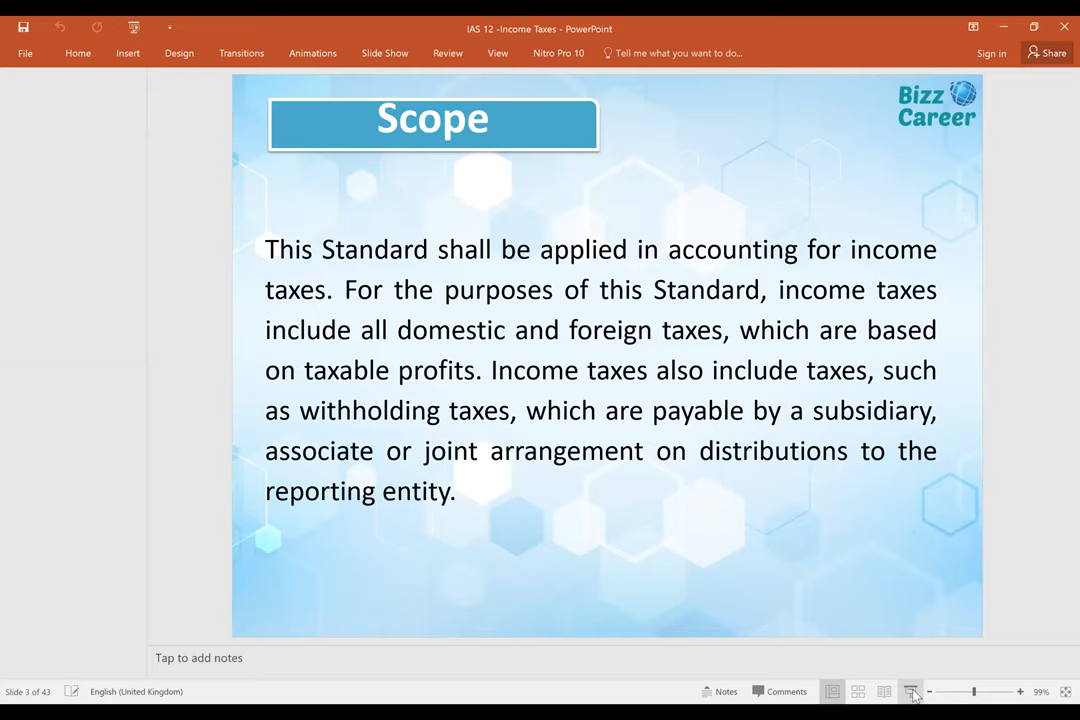 IAS 12 -Income Taxes - PowerPoint
File Home Insert Design Transitions Animations Slide Show Review View Nitro Pro 10 Tell me what you want to do... Sign in Share
Bizz
Career
Scope
This Standard shall be applied in accounting for income
taxes. For the purposes of this Standard, income taxes
include all domestic and foreign taxes, which are based
on taxable profits. Income taxes also include taxes, such
as withholding taxes, which are payable by a subsidiary,
associate or joint arrangement on distributions to the
reporting entity.
Tap to add notes
Slide 3 of 43 English (United Kingdom) Notes Comments 99%